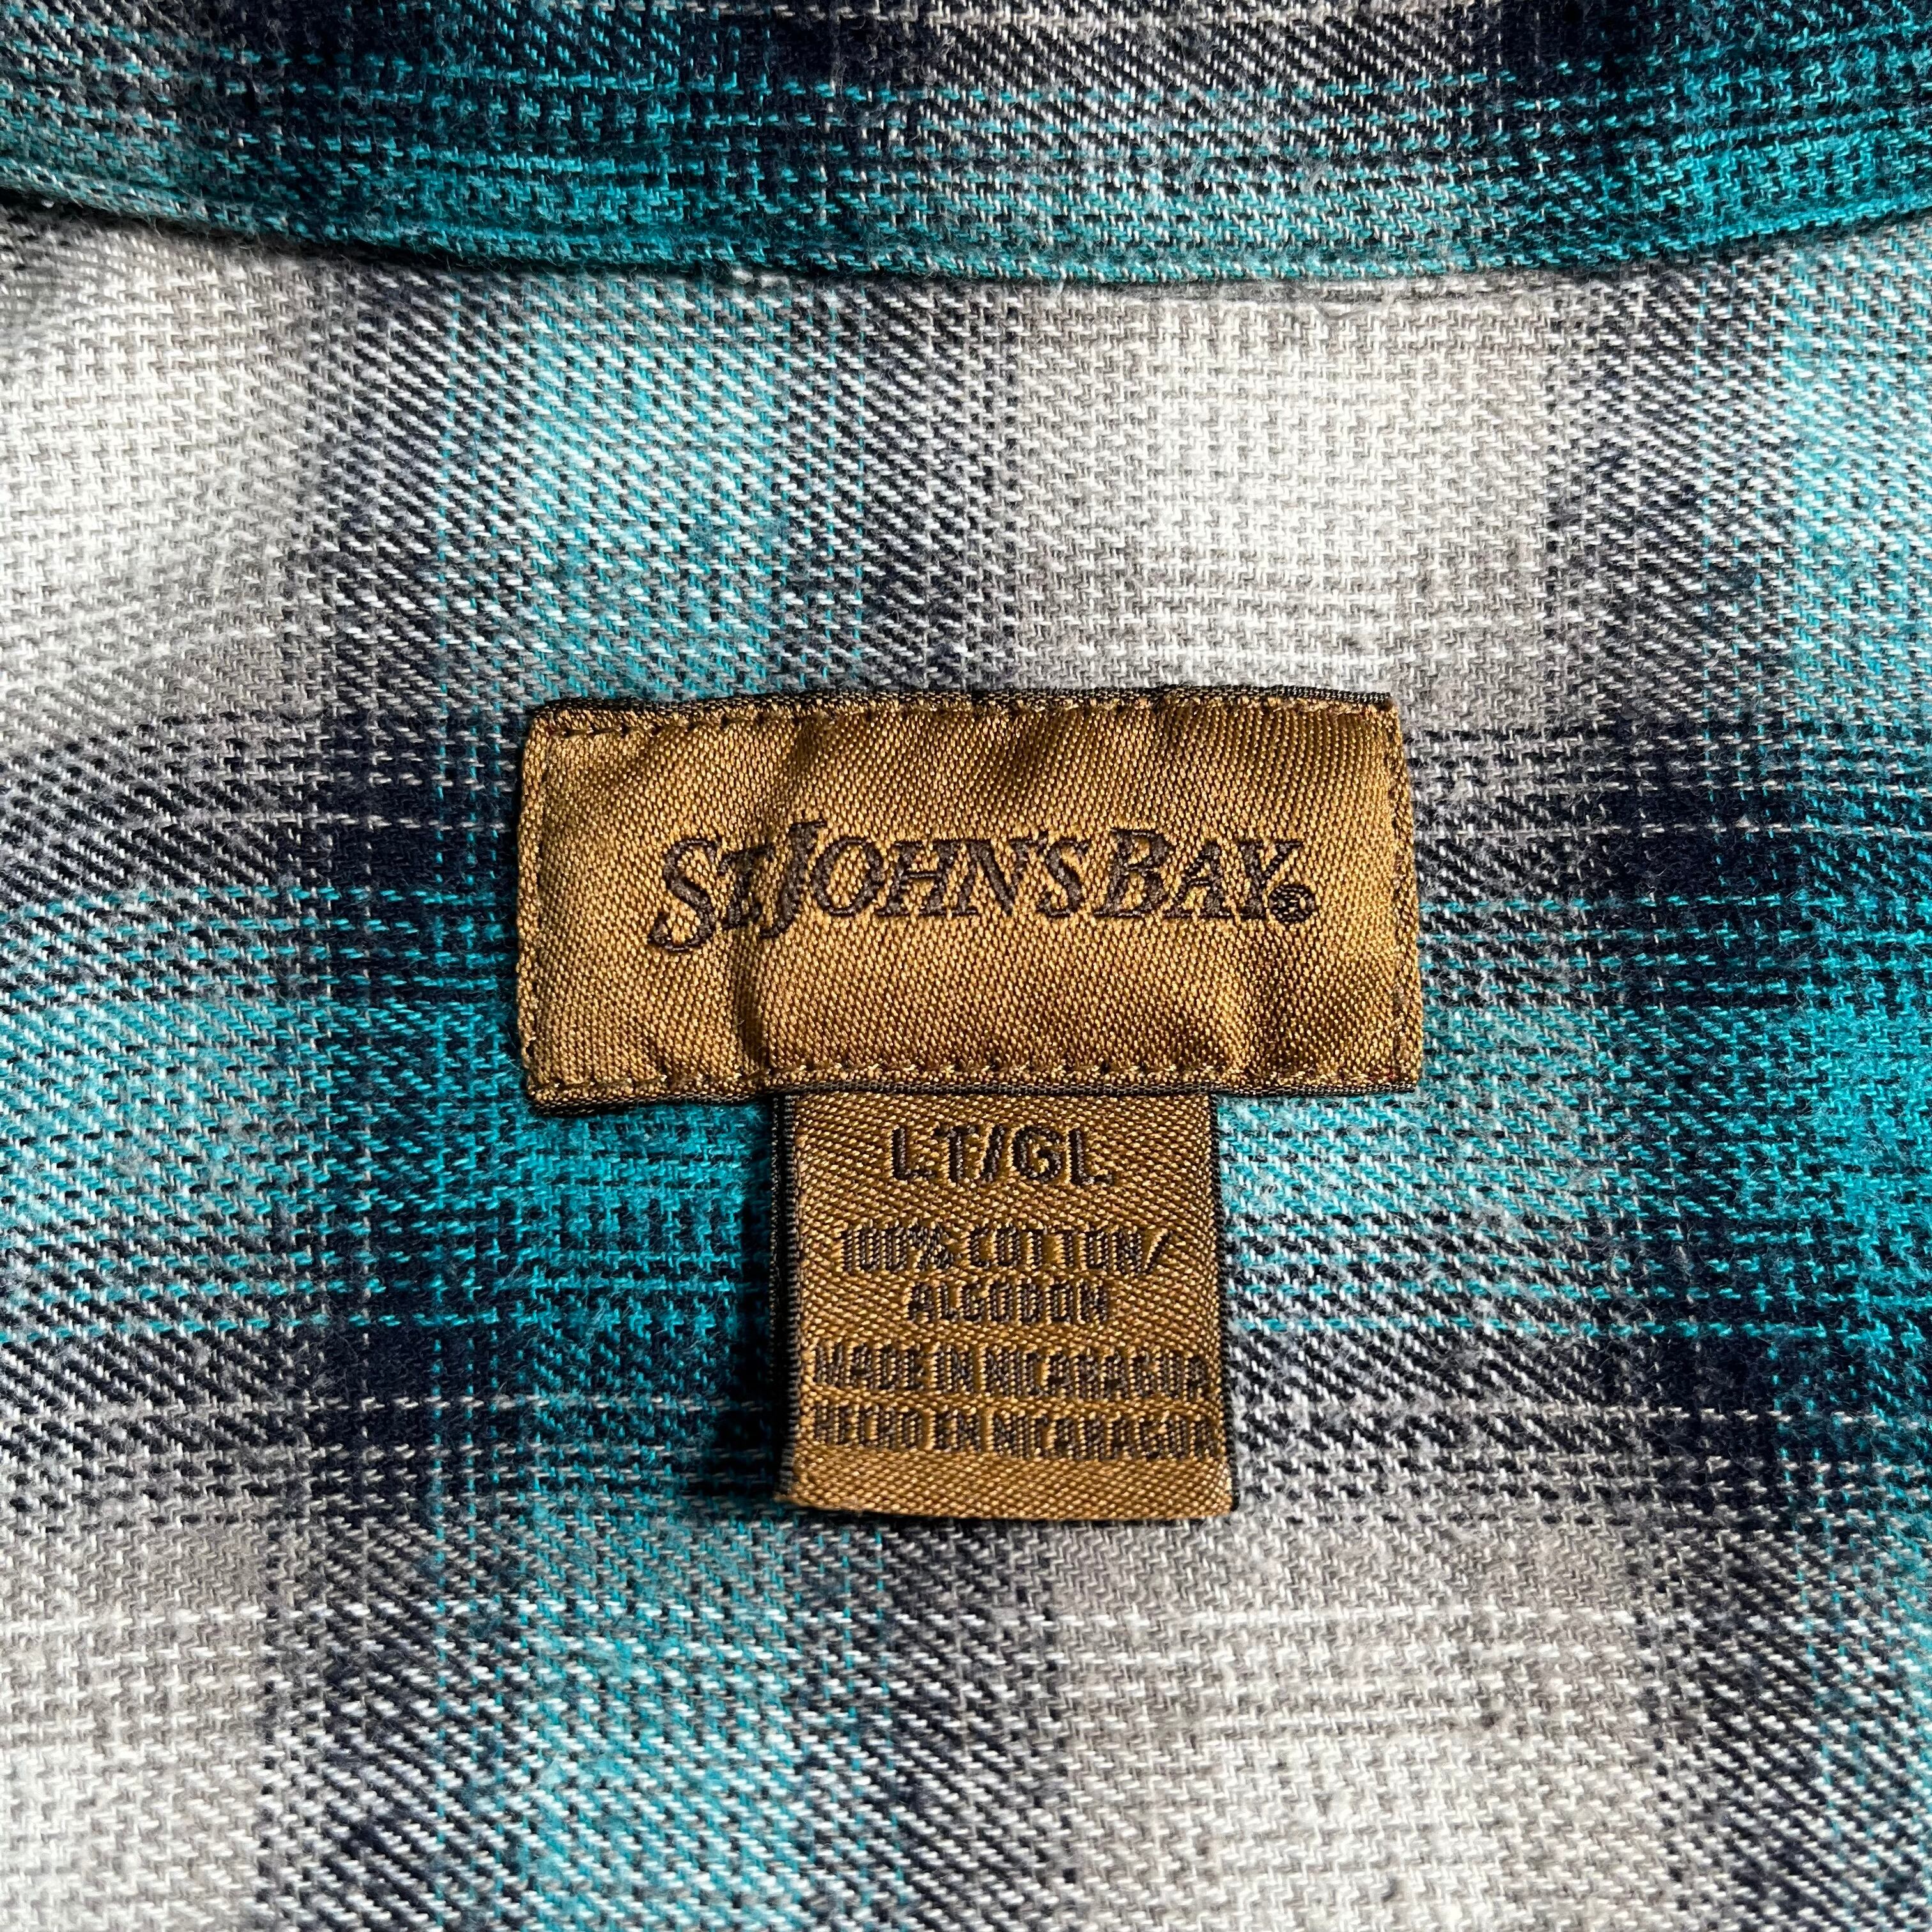 ST. JOHN'S BAY®
LT/GL
100% COTTON/
ALGODON
MADE IN NICARAGUA
HECHO EN NICARAGUA